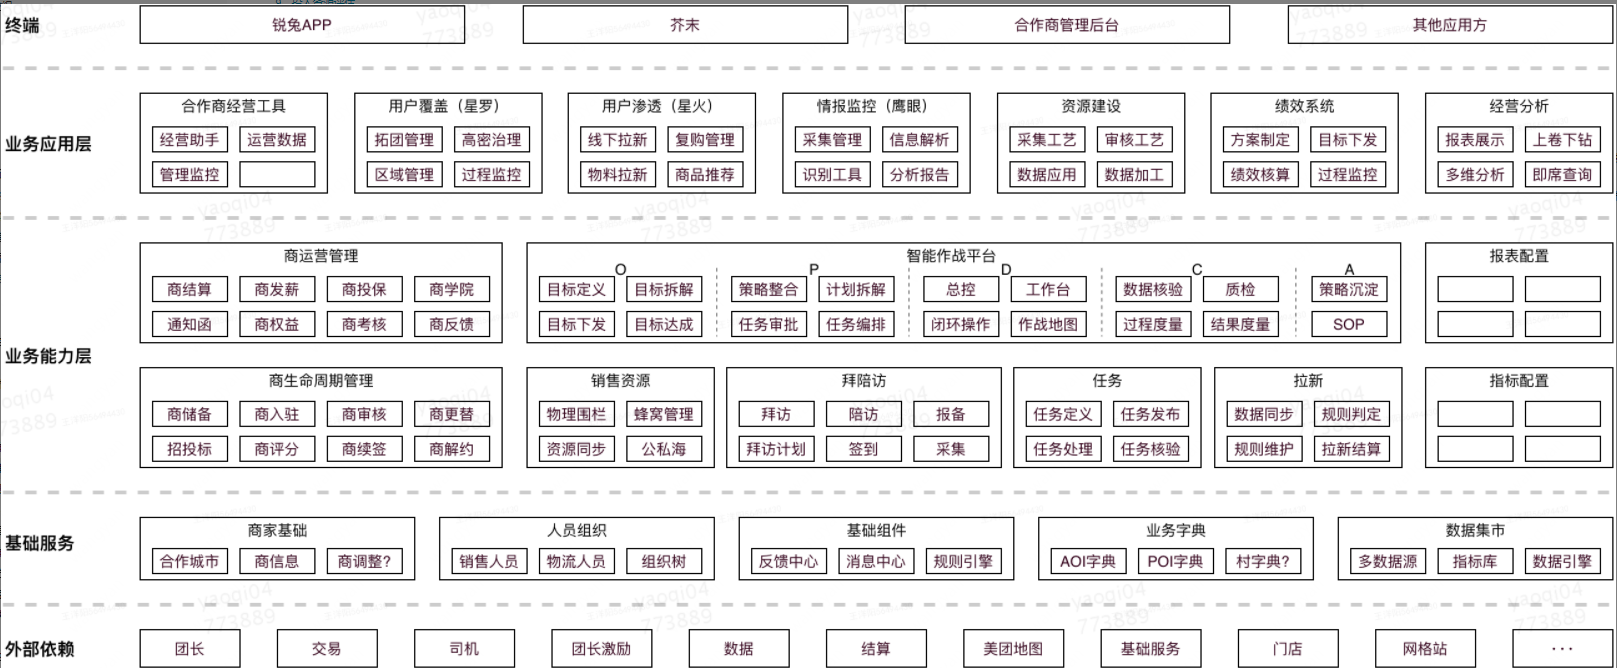 终端
锐兔APP 芥末 合作商管理后台 其他应用方
业务应用层
合作商经营工具 用户覆盖（星罗） 用户渗透（星火） 情报监控（鹰眼） 资源建设 绩效系统 经营分析
经营助手 运营数据 拓团管理 高密治理 线下拉新 复购管理 采集管理 信息解析 采集工艺 审核工艺 方案制定 目标下发 报表展示 上卷下钻
管理监控 区域管理 过程监控 物料拉新 商品推荐 识别工具 分析报告 数据应用 数据加工 绩效核算 过程监控 多维分析 即席查询
业务能力层
商运营管理 智能作战平台 报表配置
O P D C A
商结算 商发薪 商投保 商学院 目标定义 目标拆解 策略整合 计划拆解 总控 工作台 数据核验 质检 策略沉淀
通知函 商权益 商考核 商反馈 目标下发 目标达成 任务审批 任务编排 闭环操作 作战地图 过程度量 结果度量 SOP
商生命周期管理 销售资源 拜陪访 任务 拉新 指标配置
商储备 商入驻 商审核 商更替 物理围栏 蜂窝管理 拜访 陪访 报备 任务定义 任务发布 数据同步 规则判定
招投标 商评分 商续签 商解约 资源同步 公私海 拜访计划 签到 采集 任务处理 任务核验 规则维护 拉新结算
基础服务
商家基础 人员组织 基础组件 业务字典 数据集市
合作城市 商信息 商调整? 销售人员 物流人员 组织树 反馈中心 消息中心 规则引擎 AOI字典 POI字典 村字典? 多数据源 指标库 数据引擎
外部依赖
团长 交易 司机 团长激励 数据 结算 美团地图 基础服务 门店 网格站 ···
yaoqi04
773889